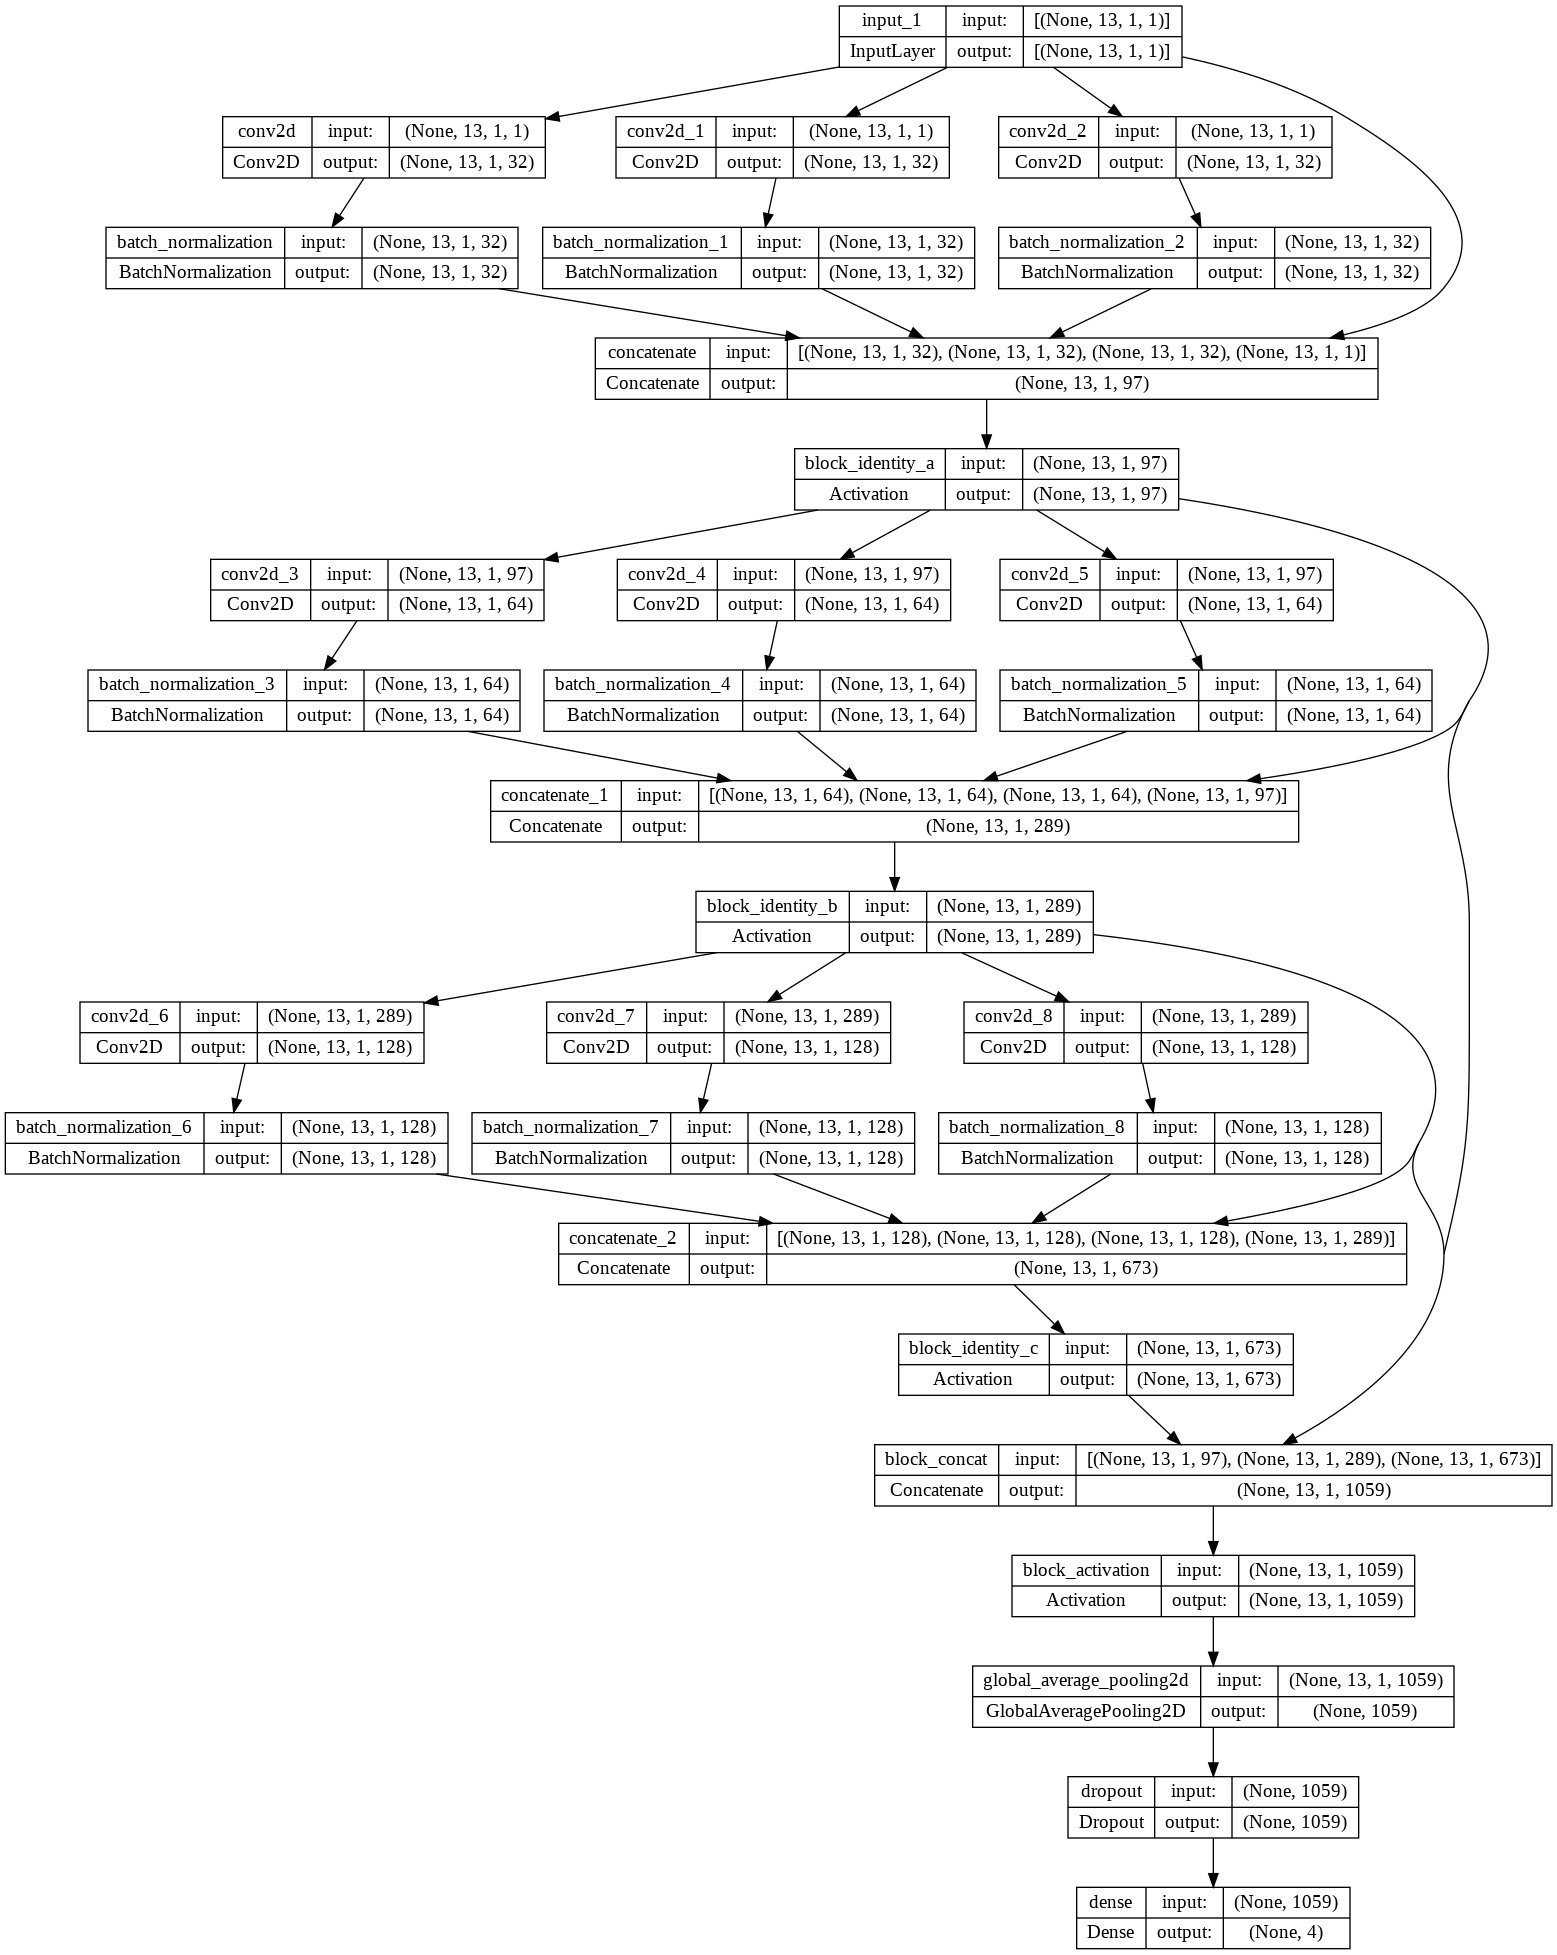 input_1 input: [(None, 13, 1, 1)]
InputLayer output: [(None, 13, 1, 1)]
conv2d input: (None, 13, 1, 1)
Conv2D output: (None, 13, 1, 32)
conv2d_1 input: (None, 13, 1, 1)
Conv2D output: (None, 13, 1, 32)
conv2d_2 input: (None, 13, 1, 1)
Conv2D output: (None, 13, 1, 32)
batch_normalization input: (None, 13, 1, 32)
BatchNormalization output: (None, 13, 1, 32)
batch_normalization_1 input: (None, 13, 1, 32)
BatchNormalization output: (None, 13, 1, 32)
batch_normalization_2 input: (None, 13, 1, 32)
BatchNormalization output: (None, 13, 1, 32)
concatenate input: [(None, 13, 1, 32), (None, 13, 1, 32), (None, 13, 1, 32), (None, 13, 1, 1)]
Concatenate output: (None, 13, 1, 97)
block_identity_a input: (None, 13, 1, 97)
Activation output: (None, 13, 1, 97)
conv2d_3 input: (None, 13, 1, 97)
Conv2D output: (None, 13, 1, 64)
conv2d_4 input: (None, 13, 1, 97)
Conv2D output: (None, 13, 1, 64)
conv2d_5 input: (None, 13, 1, 97)
Conv2D output: (None, 13, 1, 64)
batch_normalization_3 input: (None, 13, 1, 64)
BatchNormalization output: (None, 13, 1, 64)
batch_normalization_4 input: (None, 13, 1, 64)
BatchNormalization output: (None, 13, 1, 64)
batch_normalization_5 input: (None, 13, 1, 64)
BatchNormalization output: (None, 13, 1, 64)
concatenate_1 input: [(None, 13, 1, 64), (None, 13, 1, 64), (None, 13, 1, 64), (None, 13, 1, 97)]
Concatenate output: (None, 13, 1, 289)
block_identity_b input: (None, 13, 1, 289)
Activation output: (None, 13, 1, 289)
conv2d_6 input: (None, 13, 1, 289)
Conv2D output: (None, 13, 1, 128)
conv2d_7 input: (None, 13, 1, 289)
Conv2D output: (None, 13, 1, 128)
conv2d_8 input: (None, 13, 1, 289)
Conv2D output: (None, 13, 1, 128)
batch_normalization_6 input: (None, 13, 1, 128)
BatchNormalization output: (None, 13, 1, 128)
batch_normalization_7 input: (None, 13, 1, 128)
BatchNormalization output: (None, 13, 1, 128)
batch_normalization_8 input: (None, 13, 1, 128)
BatchNormalization output: (None, 13, 1, 128)
concatenate_2 input: [(None, 13, 1, 128), (None, 13, 1, 128), (None, 13, 1, 128), (None, 13, 1, 289)]
Concatenate output: (None, 13, 1, 673)
block_identity_c input: (None, 13, 1, 673)
Activation output: (None, 13, 1, 673)
block_concat input: [(None, 13, 1, 97), (None, 13, 1, 289), (None, 13, 1, 673)]
Concatenate output: (None, 13, 1, 1059)
block_activation input: (None, 13, 1, 1059)
Activation output: (None, 13, 1, 1059)
global_average_pooling2d input: (None, 13, 1, 1059)
GlobalAveragePooling2D output: (None, 1059)
dropout input: (None, 1059)
Dropout output: (None, 1059)
dense input: (None, 1059)
Dense output: (None, 4)